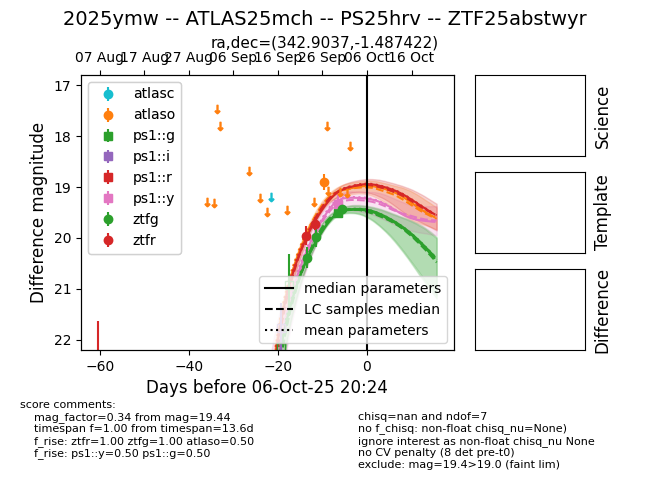 2025ymw -- ATLAS25mch -- PS25hrv -- ZTF25abstwyr
ra,dec=(342.9037,-1.487422)
07 Aug 17 Aug 27 Aug 06 Sep 16 Sep 26 Sep 06 Oct 16 Oct
17
18
19
20
21
22
Difference magnitude
atlasc
atlaso
ps1::g
ps1::i
ps1::r
ps1::y
ztfg
ztfr
median parameters
LC samples median
mean parameters
−60 −40 −20 0
Days before 06-Oct-25 20:24
Science
Template
Difference
score comments:
mag_factor=0.34 from mag=19.44
timespan f=1.00 from timespan=13.6d
f_rise: ztfr=1.00 ztfg=1.00 atlaso=0.50
f_rise: ps1::y=0.50 ps1::g=0.50
chisq=nan and ndof=7
no f_chisq: non-float chisq_nu=None)
ignore interest as non-float chisq_nu None
no CV penalty (8 det pre-t0)
exclude: mag=19.4>19.0 (faint lim)